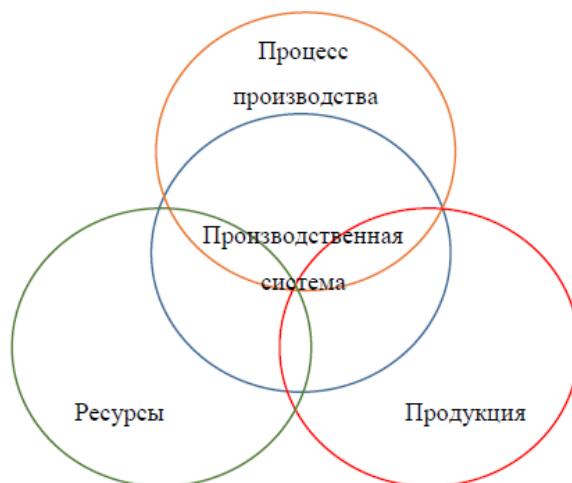 Процесс
производства
Производственная
система
Ресурсы
Продукция